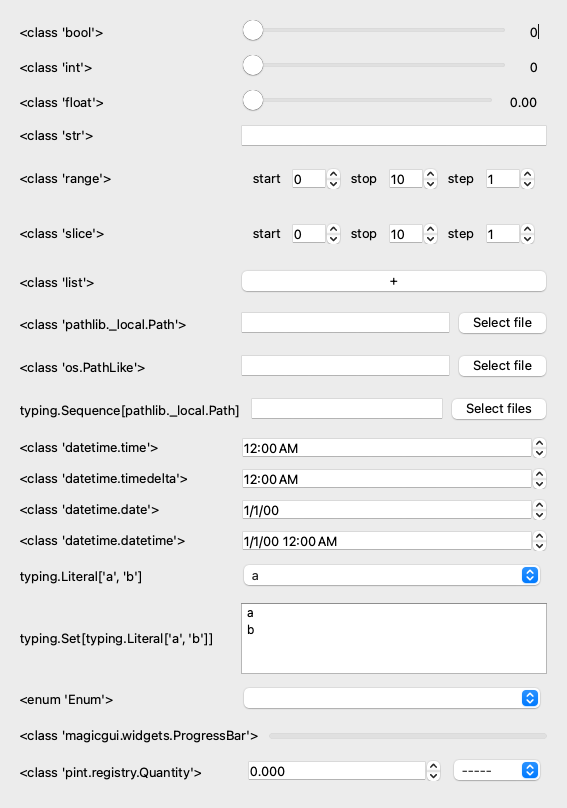 <class 'bool'> 0
<class 'int'> 0
<class 'float'> 0.00
<class 'str'>
<class 'range'> start 0 stop 10 step 1
<class 'slice'> start 0 stop 10 step 1
<class 'list'> +
<class 'pathlib._local.Path'> Select file
<class 'os.PathLike'> Select file
typing.Sequence[pathlib._local.Path] Select files
<class 'datetime.time'> 12:00 AM
<class 'datetime.timedelta'> 12:00 AM
<class 'datetime.date'> 1/1/00
<class 'datetime.datetime'> 1/1/00 12:00 AM
typing.Literal['a', 'b'] a
a
b
typing.Set[typing.Literal['a', 'b']]
<enum 'Enum'>
<class 'magicgui.widgets.ProgressBar'>
<class 'pint.registry.Quantity'> 0.000 -----